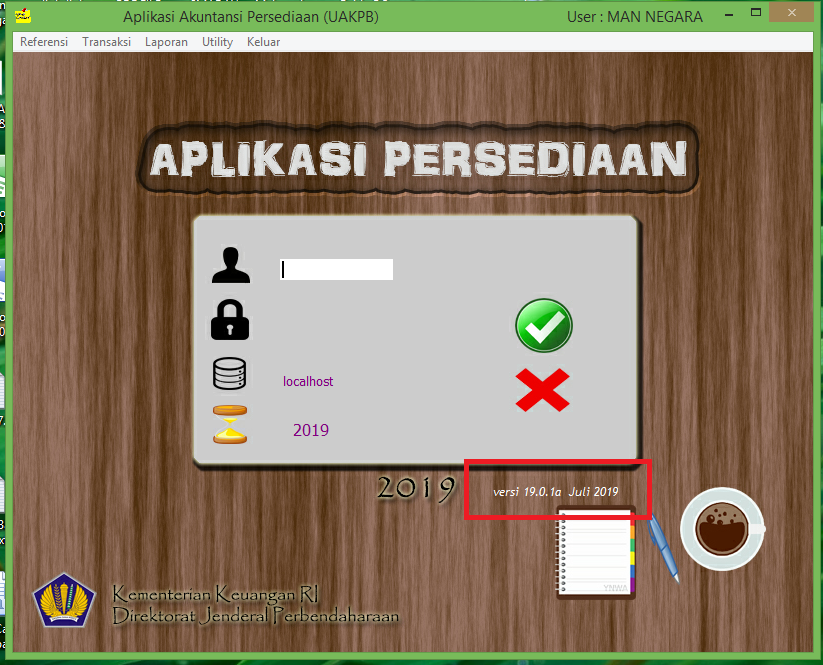 Aplikasi Akuntansi Persediaan (UAKPB)
User : MAN NEGARA
Referensi Transaksi Laporan Utility Keluar
APLIKASI PERSEDIAAN
localhost
2019
2019
versi 19.0.1a Juli 2019
YNWA
Kementerian Keuangan RI
Direktorat Jenderal Perbendaharaan